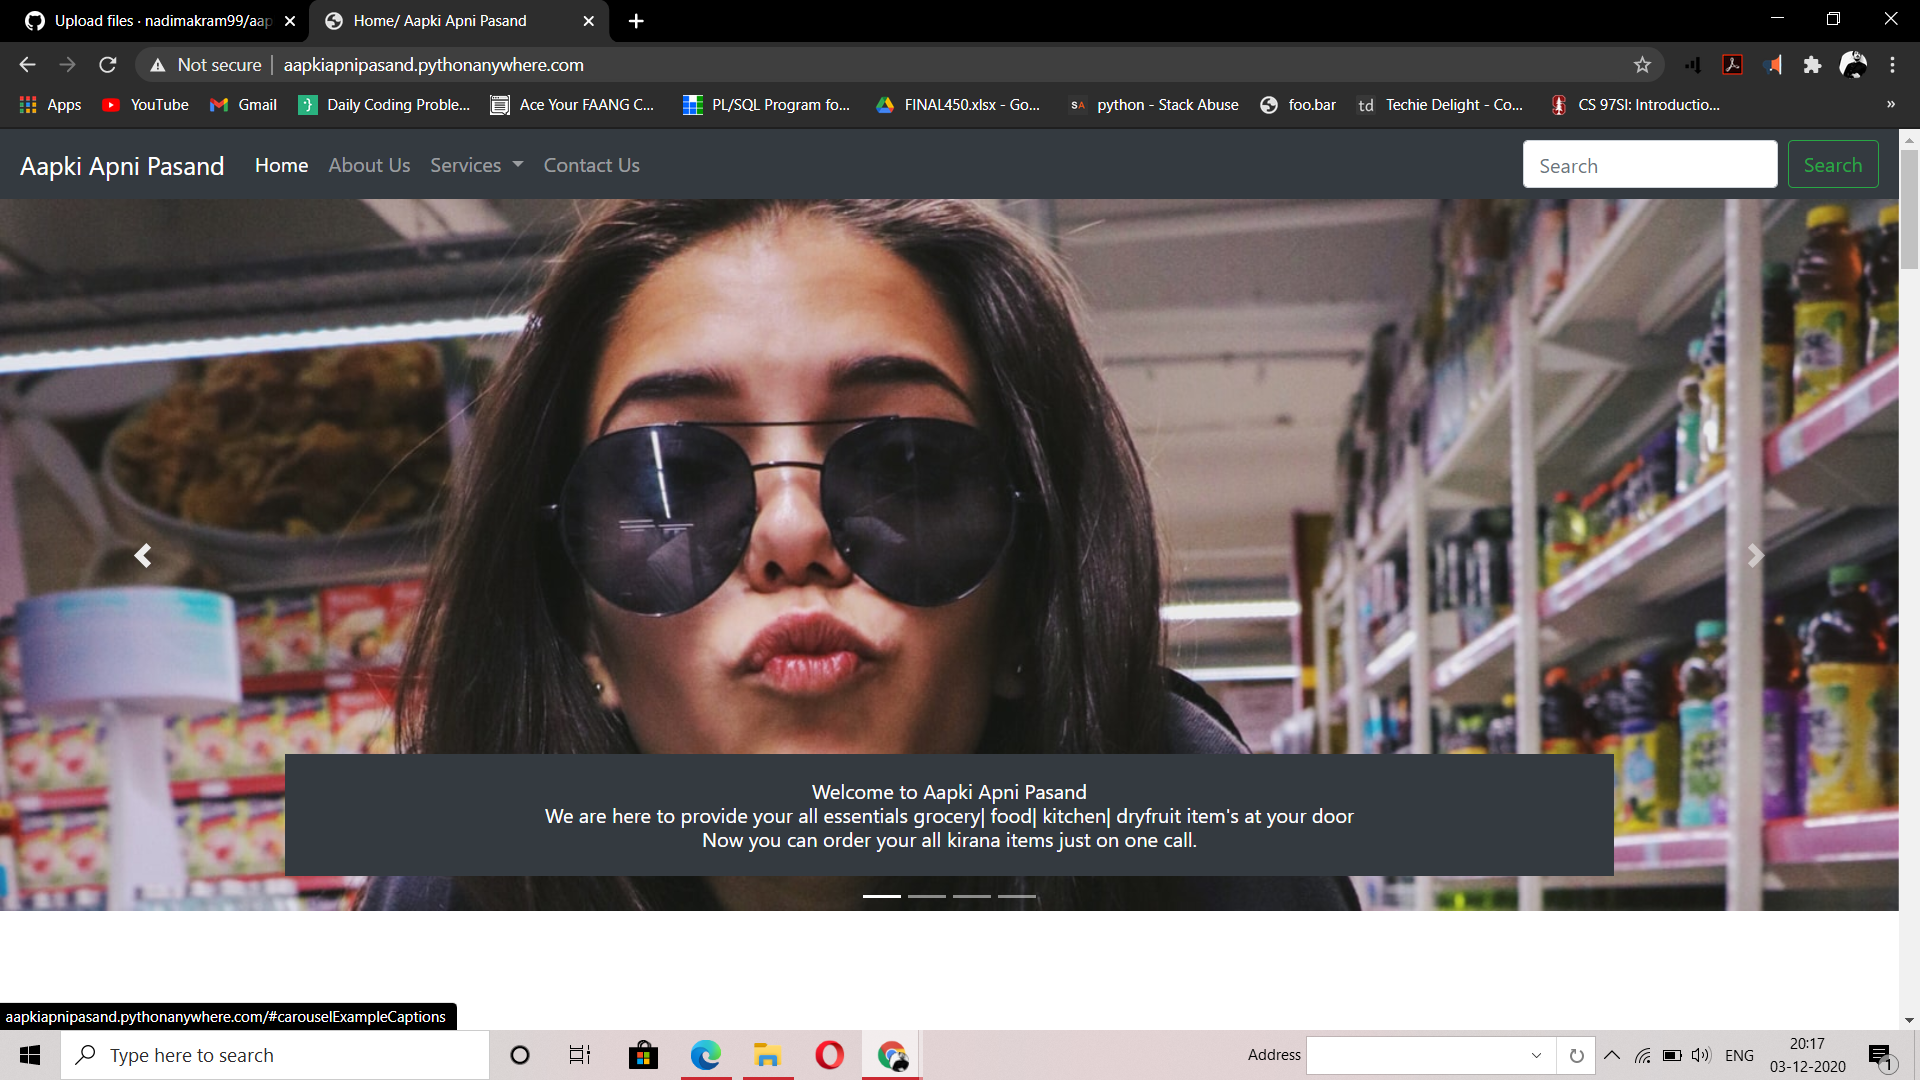 Upload files · nadimakram99/aap
Home/ Aapki Apni Pasand
Not secure
aapkiapnipasand.pythonanywhere.com
Apps
YouTube
Gmail
Daily Coding Proble...
Ace Your FAANG C...
PL/SQL Program fo...
FINAL450.xlsx - Go...
SA
python - Stack Abuse
foo.bar
td
Techie Delight - Co...
CS 97SI: Introductio...
»
Aapki Apni Pasand
Home
About Us
Services
Contact Us
Search
Search
Welcome to Aapki Apni Pasand
We are here to provide your all essentials grocery| food| kitchen| dryfruit item's at your door
Now you can order your all kirana items just on one call.
aapkiapnipasand.pythonanywhere.com/#carouselExampleCaptions
Type here to search
Address
ENG
20:17
03-12-2020
1